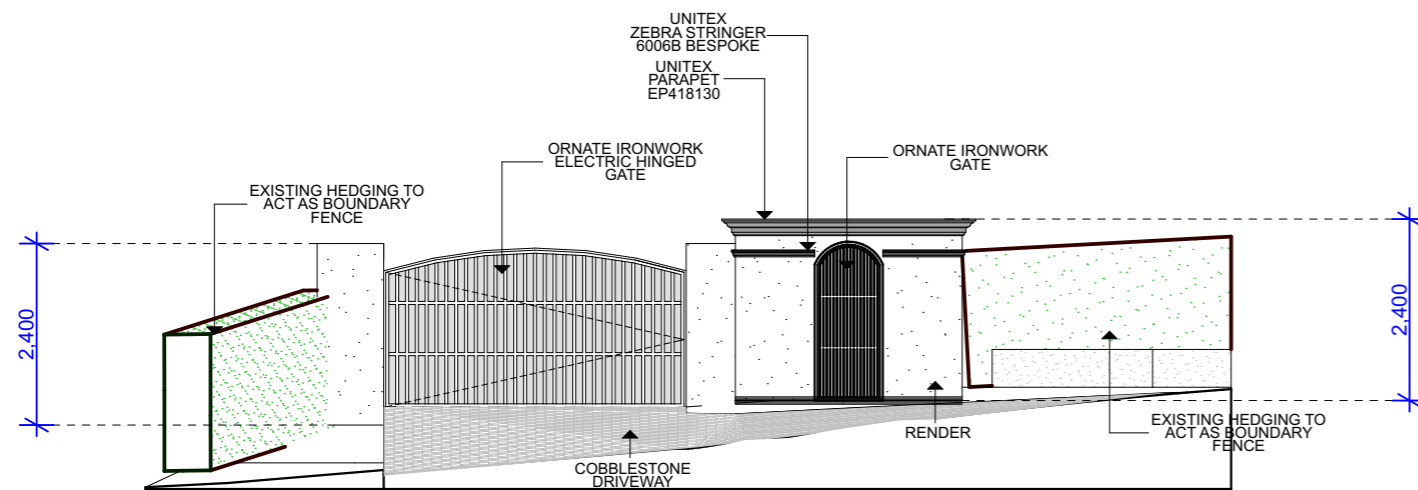 UNITEX
ZEBRA STRINGER
6006B BESPOKE
UNITEX
PARAPET
EP418130
ORNATE IRONWORK
ELECTRIC HINGED
GATE
ORNATE IRONWORK
GATE
EXISTING HEDGING TO
ACT AS BOUNDARY
FENCE
2,400
2,400
RENDER
EXISTING HEDGING TO
ACT AS BOUNDARY
FENCE
COBBLESTONE
DRIVEWAY